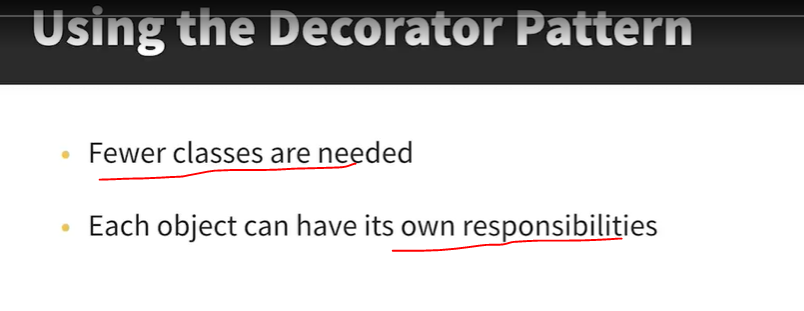 Using the Decorator Pattern
Fewer classes are needed
Each object can have its own responsibilities